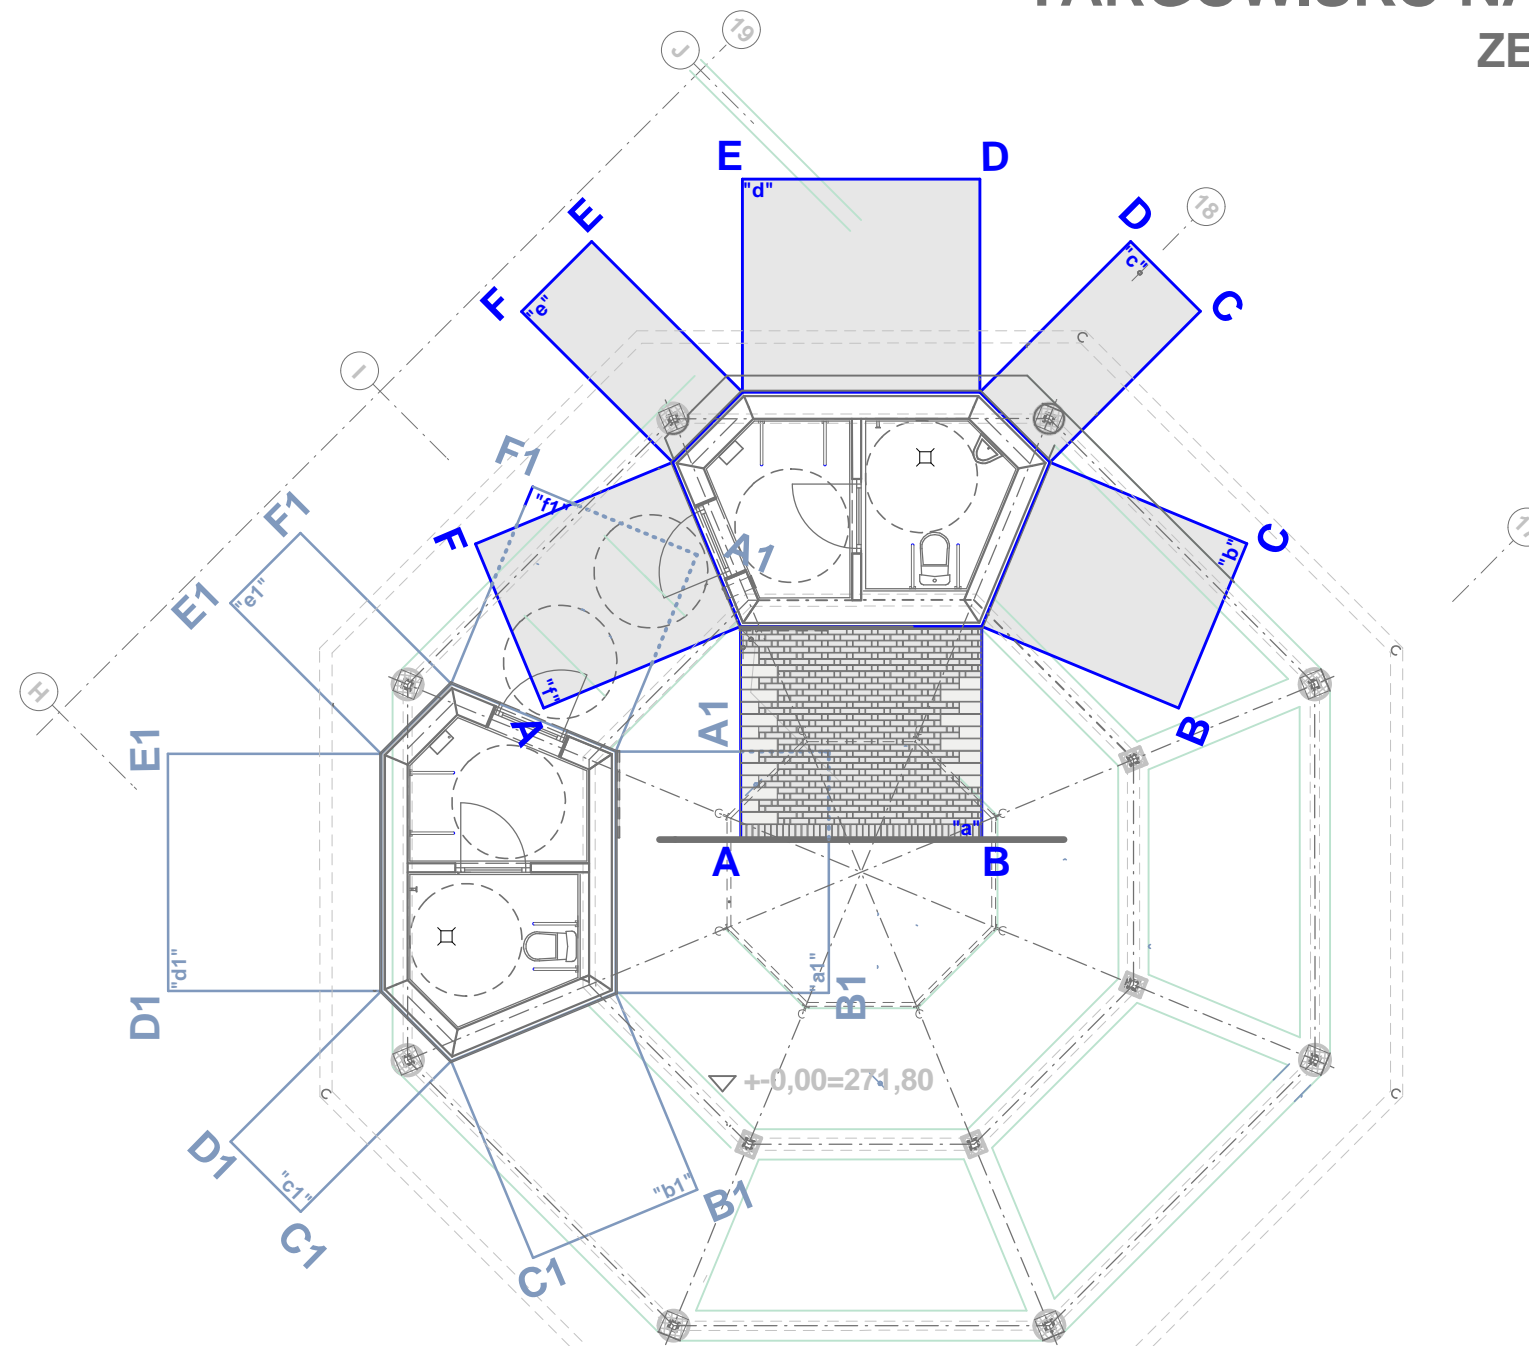 ZE
19
J
E
D
"d"
E
D
18
"c"
F
"e"
C
I
F1
"f1"
F
F1
A1
C
"b"
E1
"e1"
H
"f"
A
A1
B
E1
"a"
A
B
"d1"
"a1"
D1
B1
+-0,00=271,80
D1
"c1"
"b1"
B1
C1
C1